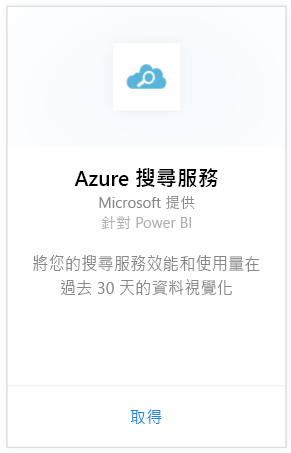 Azure 搜尋服務
Microsoft 提供
針對 Power BI
將您的搜尋服務效能和使用量在
過去 30 天的資料視覺化
取得